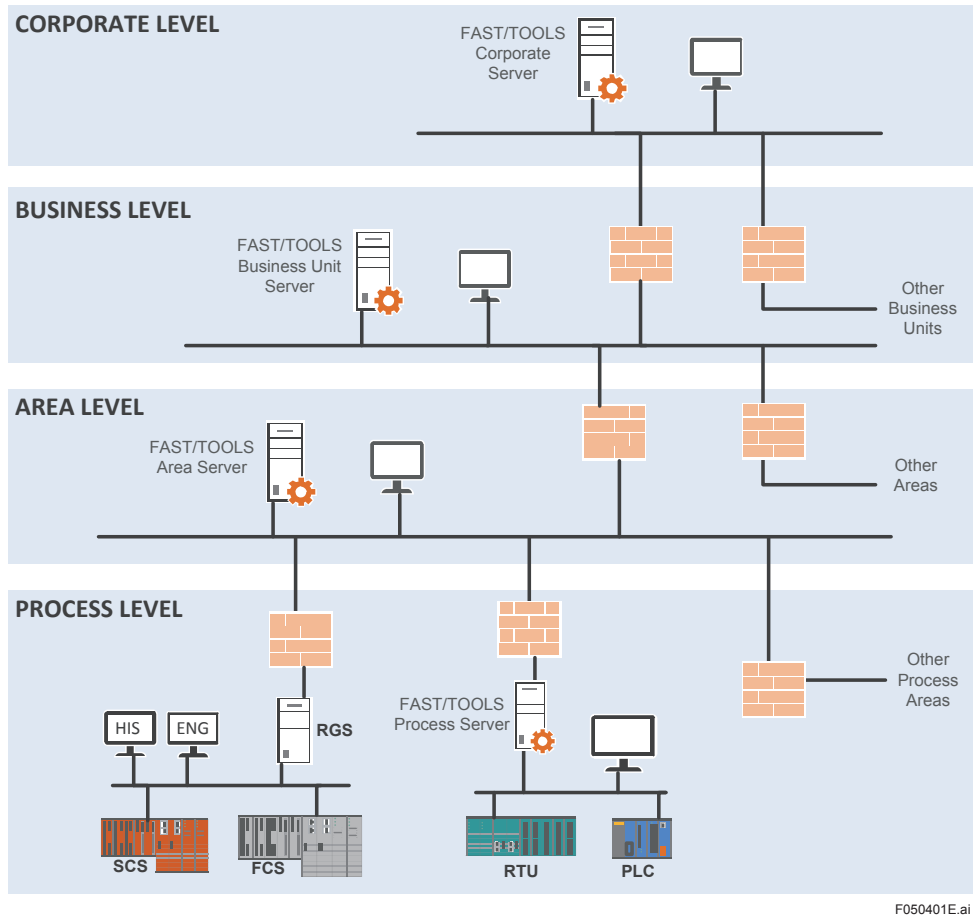 CORPORATE LEVEL
FAST/TOOLS
Corporate
Server
BUSINESS LEVEL
FAST/TOOLS
Business Unit
Server
Other
Business
Units
AREA LEVEL
FAST/TOOLS
Area Server
Other
Areas
PROCESS LEVEL
Other
Process
Areas
FAST/TOOLS
Process Server
HIS
ENG
RGS
SCS
FCS
RTU
PLC
F050401E.ai